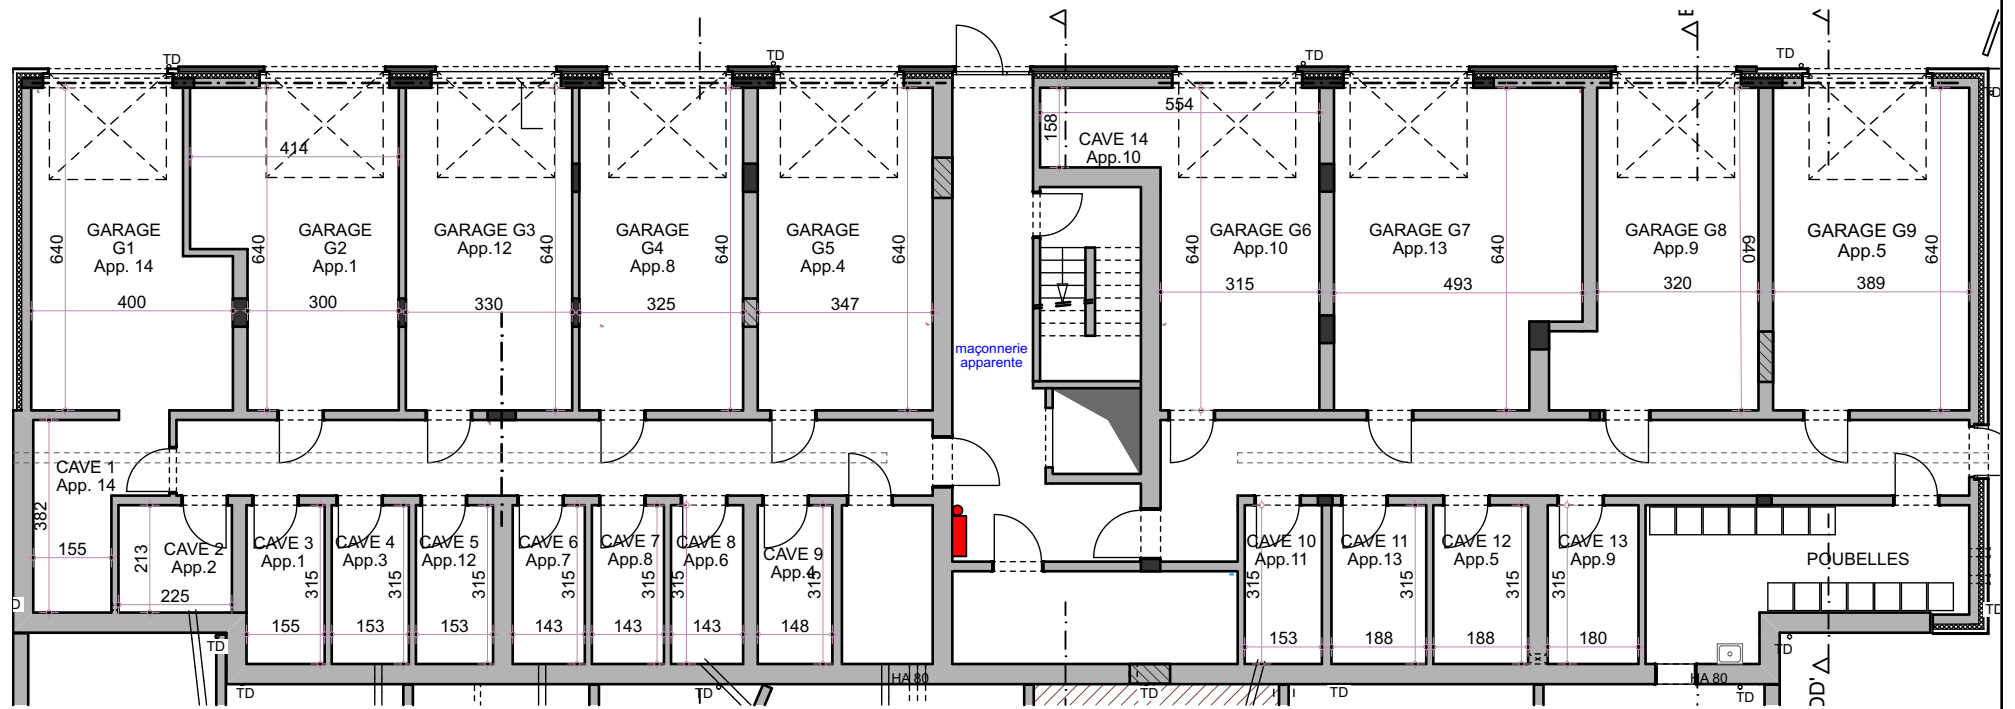 TD
TD
TD
TD
E
554
158
CAVE 14
App.10
414
GARAGE
G1
App. 14
GARAGE
G2
App.1
GARAGE G3
App.12
GARAGE
G4
App.8
GARAGE
G5
App.4
GARAGE G6
App.10
GARAGE G7
App.13
GARAGE G8
App.9
GARAGE G9
App.5
640
640
640
640
640
640
640
640
640
400
300
330
325
347
315
493
320
389
maçonnerie
apparente
CAVE 1
App. 14
382
155
213
CAVE 2
App.2
225
CAVE 3
App.1
315
155
CAVE 4
App.3
315
153
CAVE 5
App.12
315
153
CAVE 6
App.7
315
143
CAVE 7
App.8
315
143
CAVE 8
App.6
315
143
CAVE 9
App.4
315
148
CAVE 10
App.11
315
153
CAVE 11
App.13
315
188
CAVE 12
App.5
315
188
CAVE 13
App.9
315
180
POUBELLES
TD
TD
TD
TD
HA 80
TD
TD
HA 80
TD
TD
TD
DD'